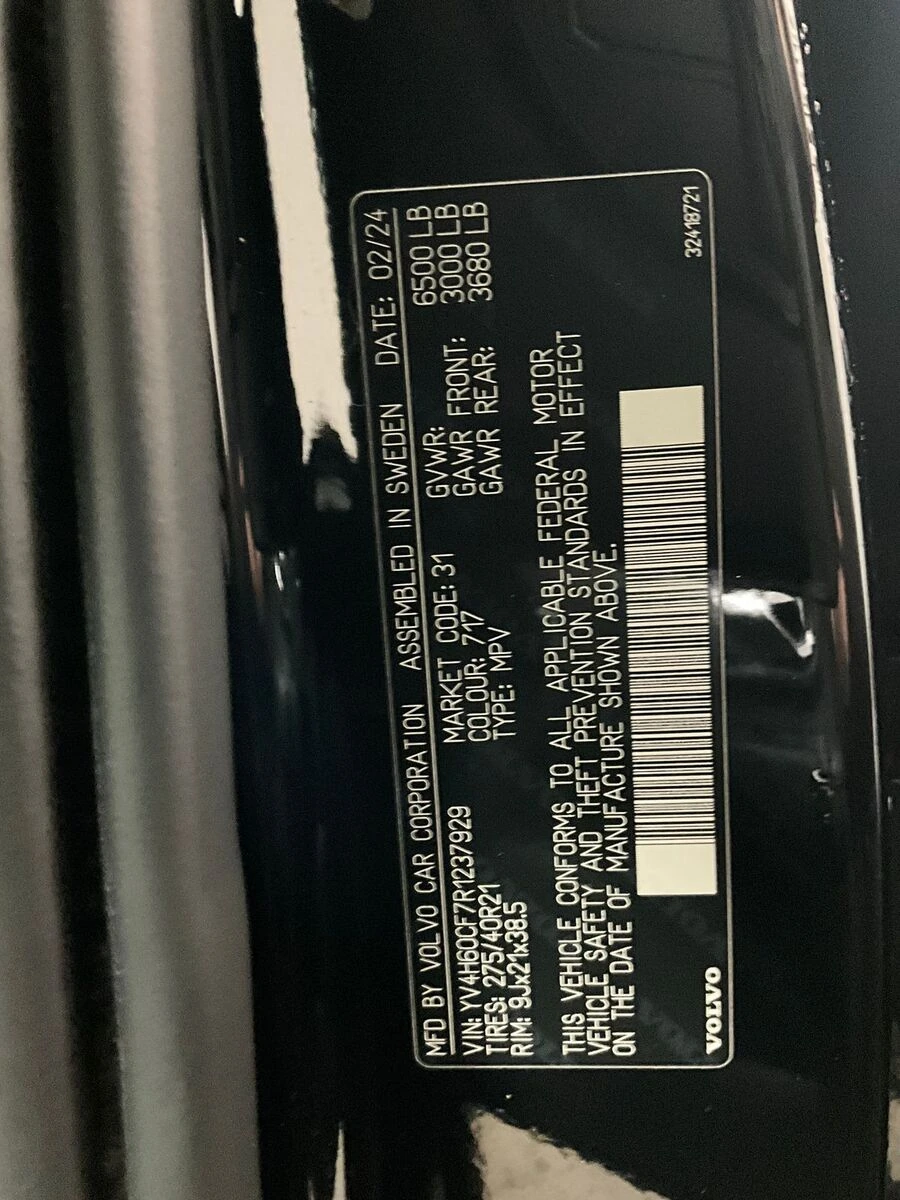 MFD BY VOLVO CAR CORPORATION ASSEMBLED IN SWEDEN DATE: 02/24
VIN: YV4H60CF7R1237929 MARKET CODE: 31 GVWR: 6500 LB
TIRES: 275/40R21 COLOUR: 717 GAWR FRONT: 3000 LB
RIM: 9Jx21x38.5 TYPE: MPV GAWR REAR: 3680 LB
THIS VEHICLE CONFORMS TO ALL APPLICABLE FEDERAL MOTOR
VEHICLE SAFETY AND THEFT PREVENTION STANDARDS IN EFFECT
ON THE DATE OF MANUFACTURE SHOWN ABOVE.
VOLVO 32418721